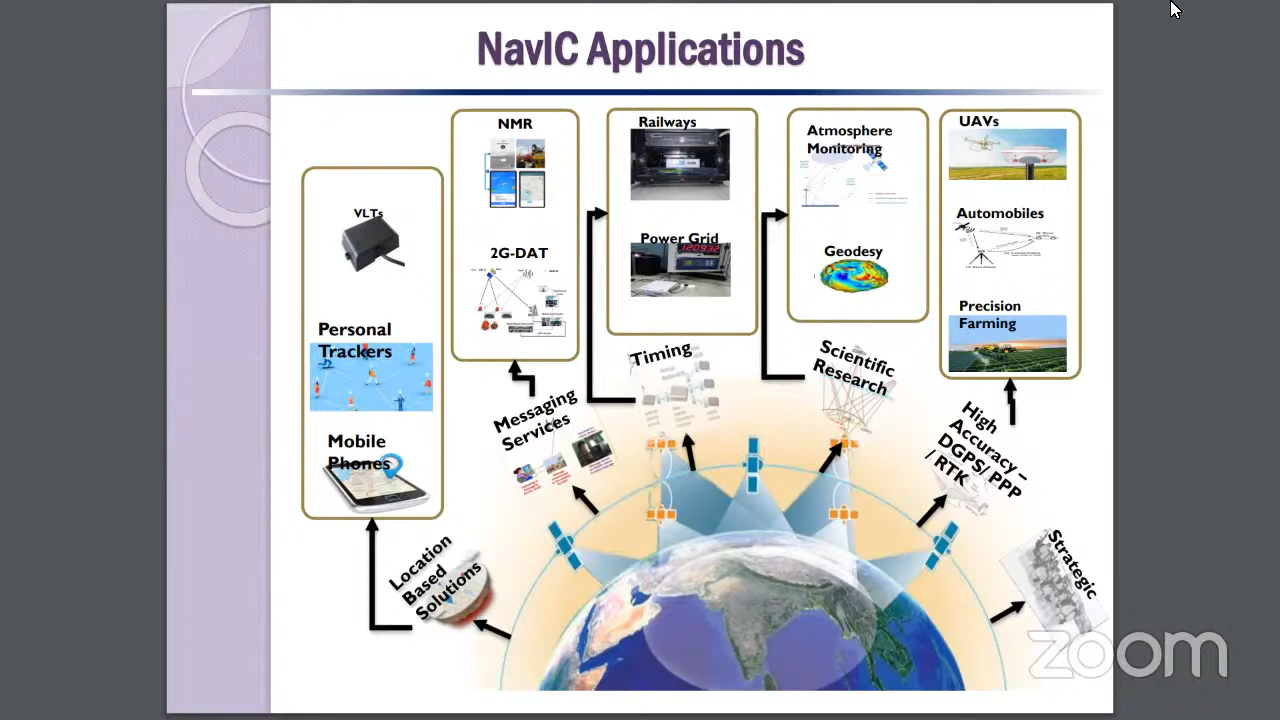 NavIC Applications
VLTs
Personal
Trackers
Mobile
Phones
NMR
2G-DAT
Railways
Power Grid
120932
Atmosphere
Monitoring
Geodesy
UAVs
Automobiles
Precision
Farming
Location
Based
Solutions
Messaging
Services
Timing
Scientific
Research
High
Accuracy –
DGPS/ PPP
/ RTK
Strategic
zoom